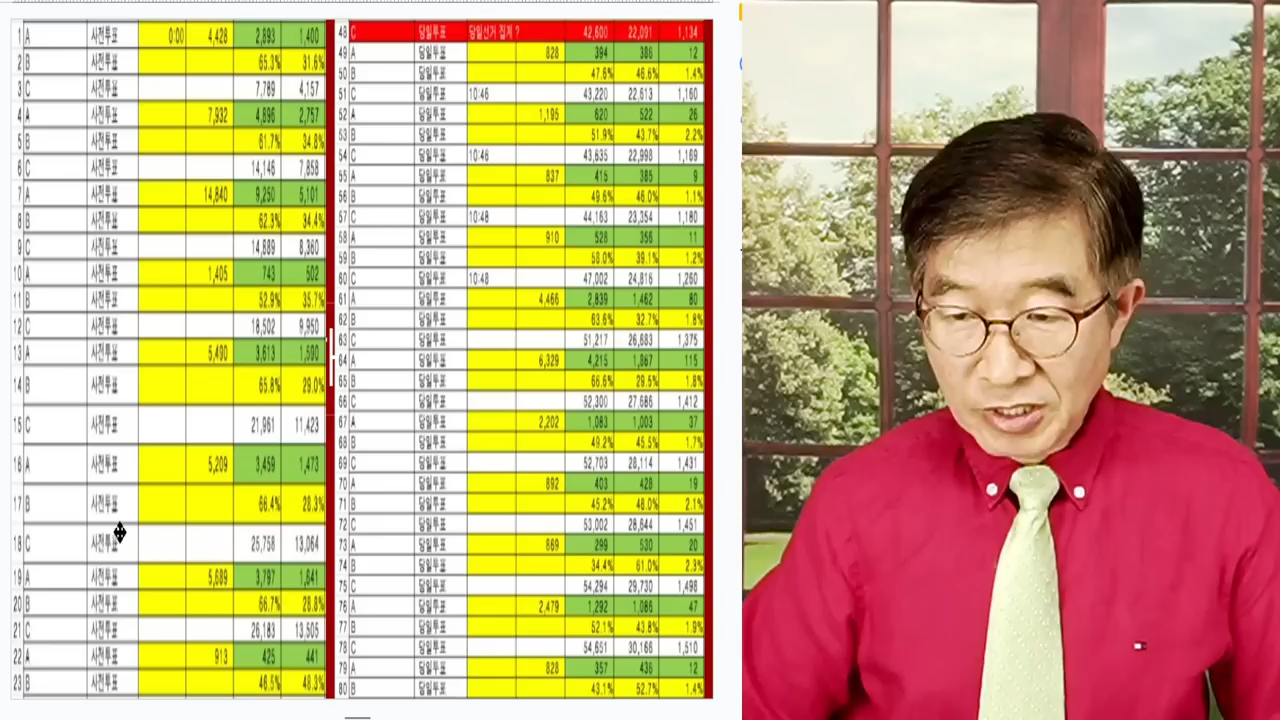 1 A 사전투표 0:00 4,428 2,893 1,400
2 B 사전투표 65.3% 31.6%
3 C 사전투표 7,789 4,157
4 A 사전투표 7,932 4,896 2,757
5 B 사전투표 61.7% 34.8%
6 C 사전투표 14,146 7,858
7 A 사전투표 14,840 9,250 5,101
8 B 사전투표 62.3% 34.4%
9 C 사전투표 14,889 8,360
10 A 사전투표 1,405 743 502
11 B 사전투표 52.9% 35.7%
12 C 사전투표 18,502 9,950
13 A 사전투표 5,490 3,613 1,590
14 B 사전투표 65.8% 29.0%
15 C 사전투표 21,961 11,423
16 A 사전투표 5,209 3,459 1,473
17 B 사전투표 66.4% 28.3%
18 C 사전투표 25,758 13,064
19 A 사전투표 5,689 3,797 1,641
20 B 사전투표 66.7% 28.8%
21 C 사전투표 26,183 13,505
22 A 사전투표 913 425 441
23 B 사전투표 46.5% 48.3%
48 C 당일투표 당일선거 집계 ? 42,600 22,091 1,134
49 A 당일투표 828 394 386 12
50 B 당일투표 47.6% 46.6% 1.4%
51 C 당일투표 10:46 43,220 22,613 1,160
52 A 당일투표 1,195 620 522 26
53 B 당일투표 51.9% 43.7% 2.2%
54 C 당일투표 10:46 43,635 22,998 1,169
55 A 당일투표 837 415 385 9
56 B 당일투표 49.6% 46.0% 1.1%
57 C 당일투표 10:48 44,163 23,354 1,180
58 A 당일투표 910 528 356 11
59 B 당일투표 58.0% 39.1% 1.2%
60 C 당일투표 10:48 47,002 24,816 1,260
61 A 당일투표 4,466 2,839 1,462 80
62 B 당일투표 63.6% 32.7% 1.8%
63 C 당일투표 51,217 26,683 1,375
64 A 당일투표 6,329 4,215 1,867 115
65 B 당일투표 66.6% 29.5% 1.8%
66 C 당일투표 52,300 27,686 1,412
67 A 당일투표 2,202 1,083 1,003 37
68 B 당일투표 49.2% 45.5% 1.7%
69 C 당일투표 52,703 28,114 1,431
70 A 당일투표 892 403 428 19
71 B 당일투표 45.2% 48.0% 2.1%
72 C 당일투표 53,002 28,644 1,451
73 A 당일투표 869 299 530 20
74 B 당일투표 34.4% 61.0% 2.3%
75 C 당일투표 54,294 29,730 1,498
76 A 당일투표 2,479 1,292 1,086 47
77 B 당일투표 52.1% 43.8% 1.9%
78 C 당일투표 54,651 30,166 1,510
79 A 당일투표 828 357 436 12
80 B 당일투표 43.1% 52.7% 1.4%